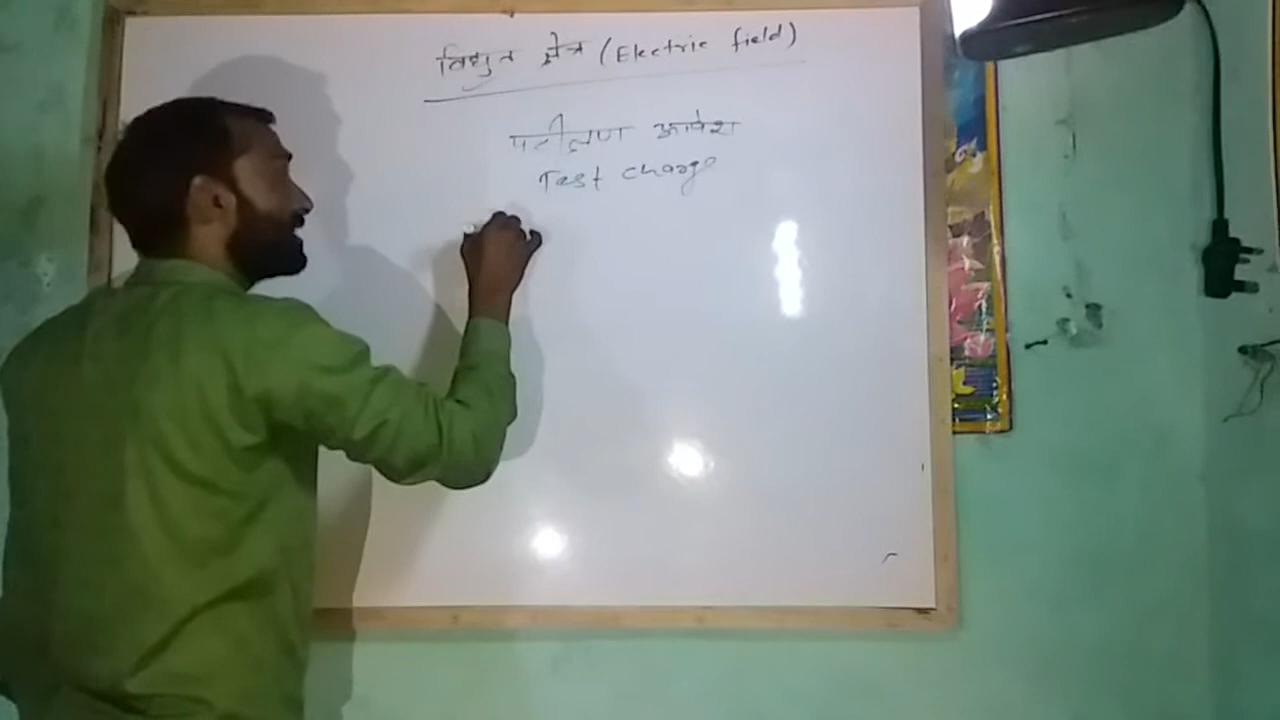 विद्युत क्षेत्र (Electric field)
परीक्षण आवेश
Test charge